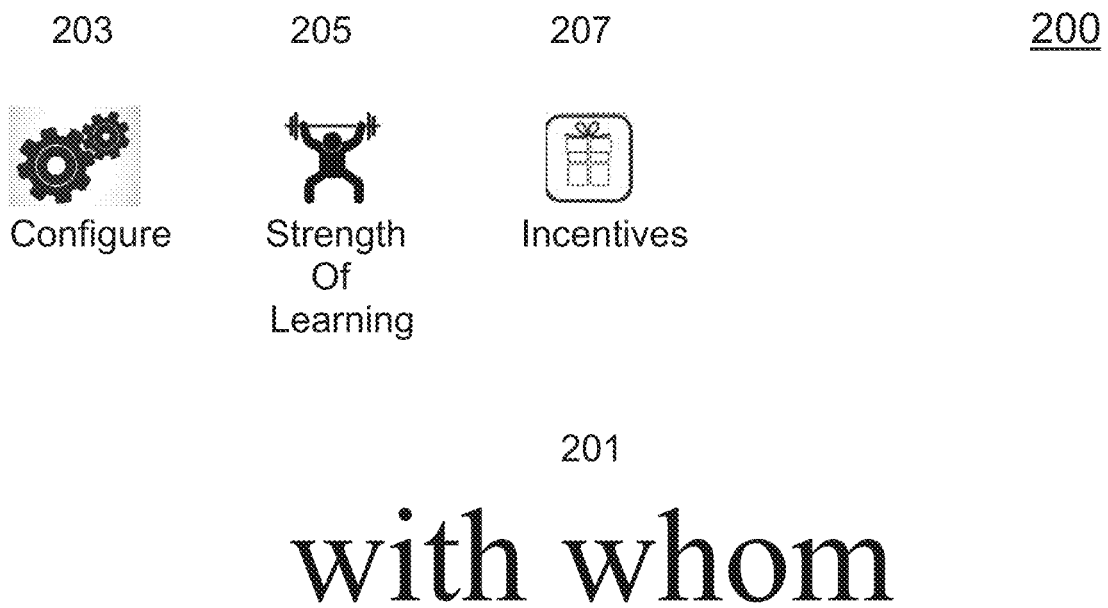 203 205 207 200
Configure Strength Incentives
Of
Learning
201
with whom